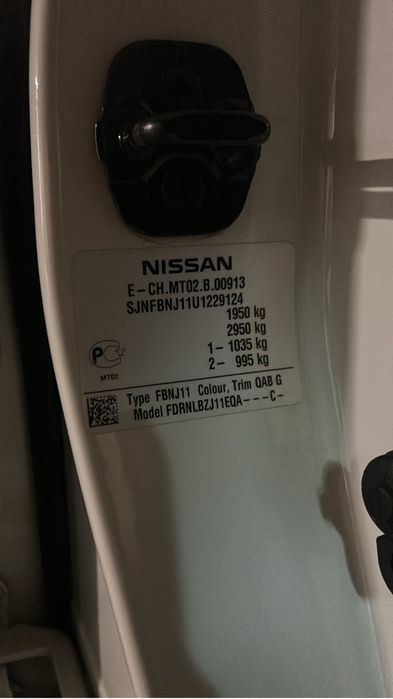 NISSAN
E-CH.MT02.B.00913
SJNFBNJ11U1229124
1950 kg
2950 kg
1- 1035 kg
2- 995 kg
MT02
Type FBNJ11 Colour, Trim QAB G
Model FDRNLBZJ11EQA---C-